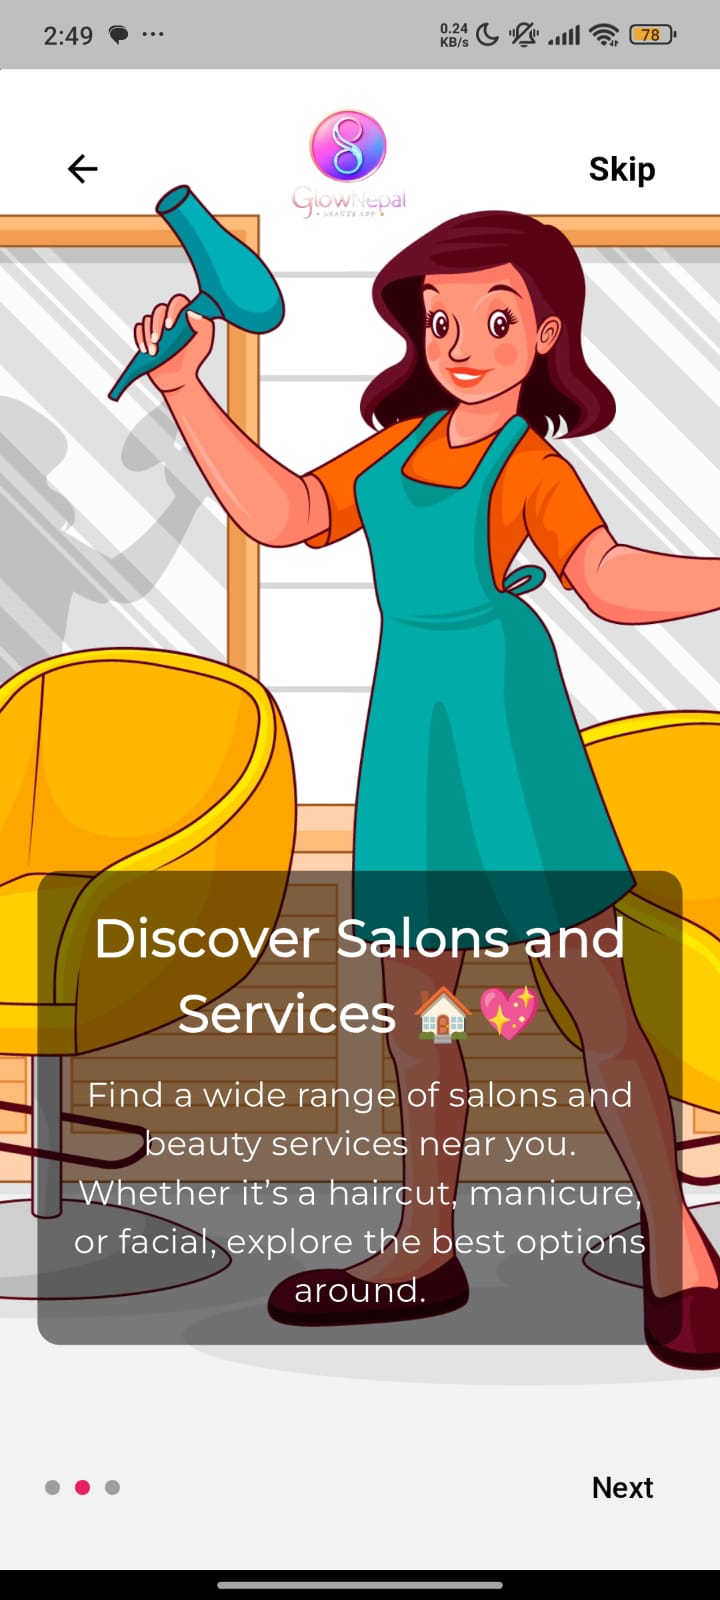 2:49
0.24
KB/s
78
Skip
GlowNepal
BEAUTY APP
Discover Salons and
Services 🏠💖
Find a wide range of salons and
beauty services near you.
Whether it’s a haircut, manicure,
or facial, explore the best options
around.
Next